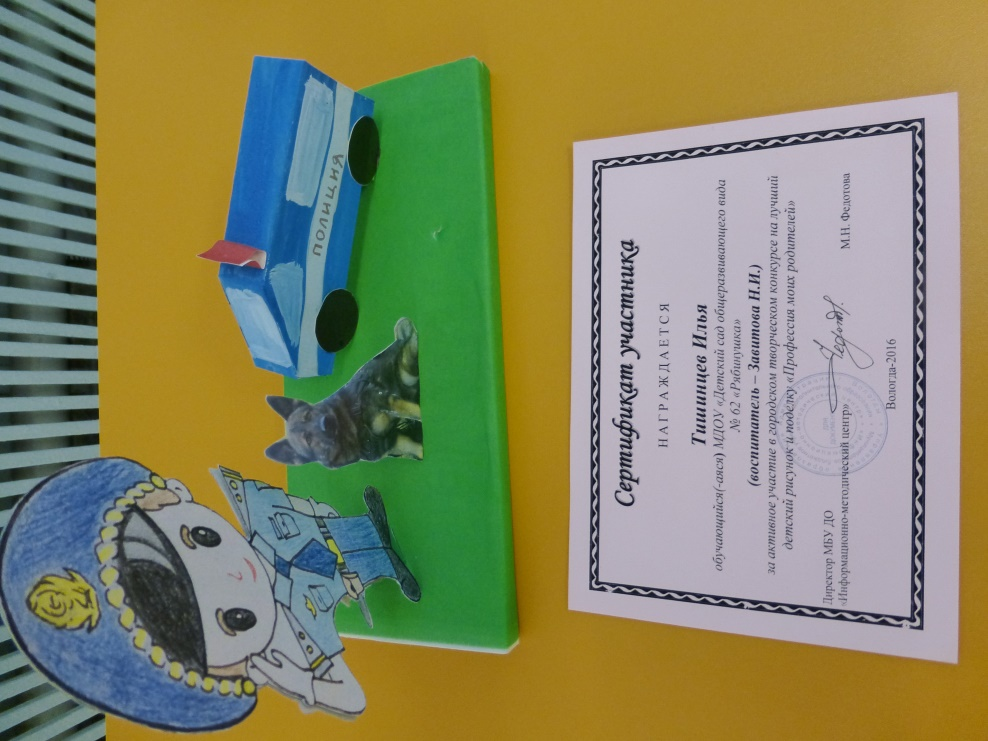 ПОЛИЦИЯ
Сертификат участника
НАГРАЖДАЕТСЯ
Тишинцев Илья
обучающийся(-аяся) МДОУ «Детский сад общеразвивающего вида
№ 62 «Рябинушка»
(воспитатель – Завитова Н.И.)
за активное участие в городском творческом конкурсе на лучший
детский рисунок и поделку «Профессия моих родителей»
Директор МБУ ДО
«Информационно-методический центр» М.Н. Федотова
Вологда-2016